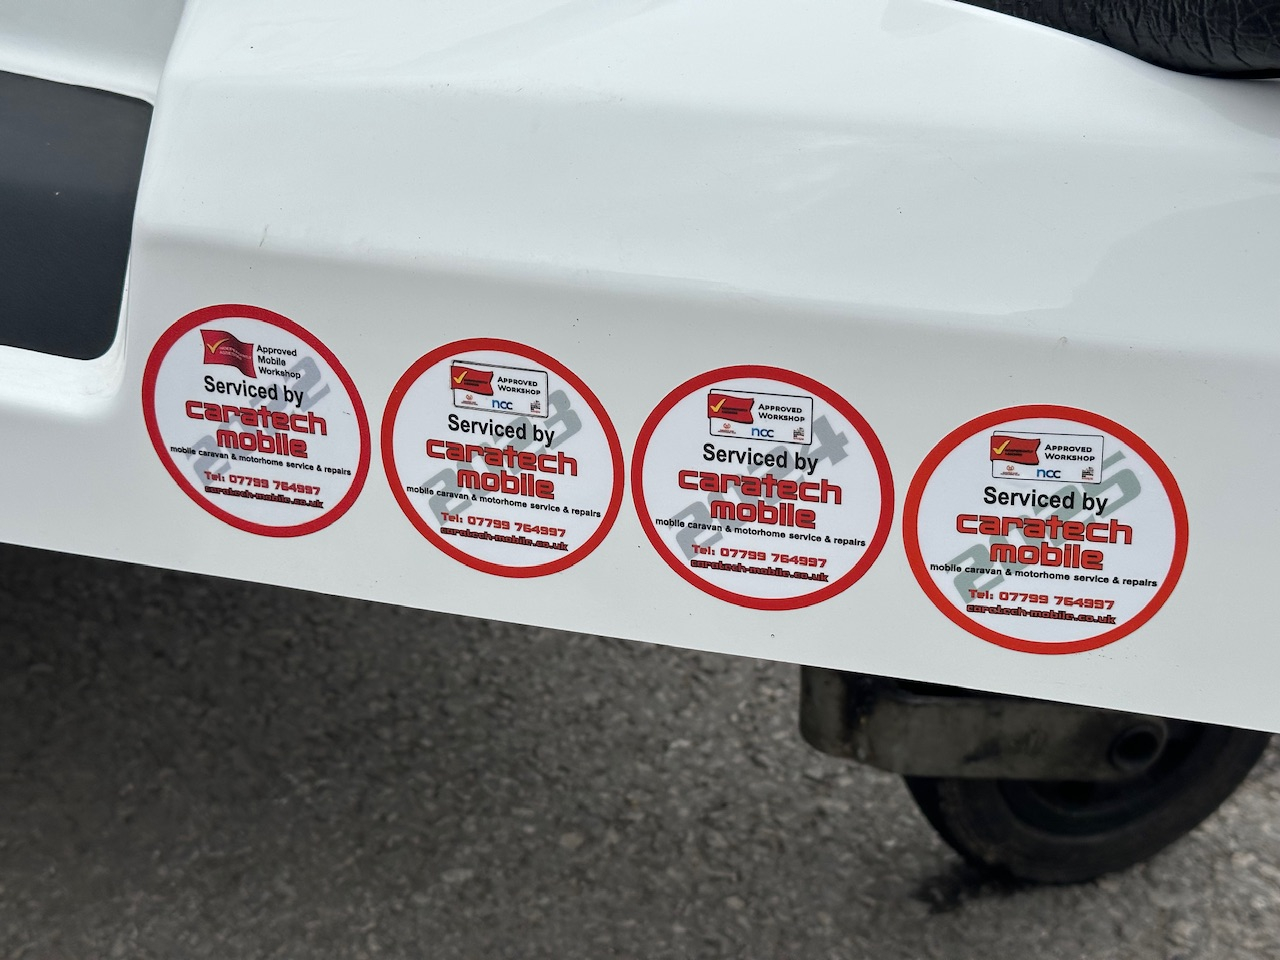 Approved
Mobile
Workshop
2022
Serviced by
caratech
mobile
mobile caravan & motorhome service & repairs
Tel: 07799 764997
caratech-mobile.co.uk
APPROVED
WORKSHOP
ncc
2023
Serviced by
caratech
mobile
mobile caravan & motorhome service & repairs
Tel: 07799 764997
caratech-mobile.co.uk
APPROVED
WORKSHOP
ncc
2024
Serviced by
caratech
mobile
mobile caravan & motorhome service & repairs
Tel: 07799 764997
caratech-mobile.co.uk
APPROVED
WORKSHOP
ncc
2025
Serviced by
caratech
mobile
mobile caravan & motorhome service & repairs
Tel: 07799 764997
caratech-mobile.co.uk